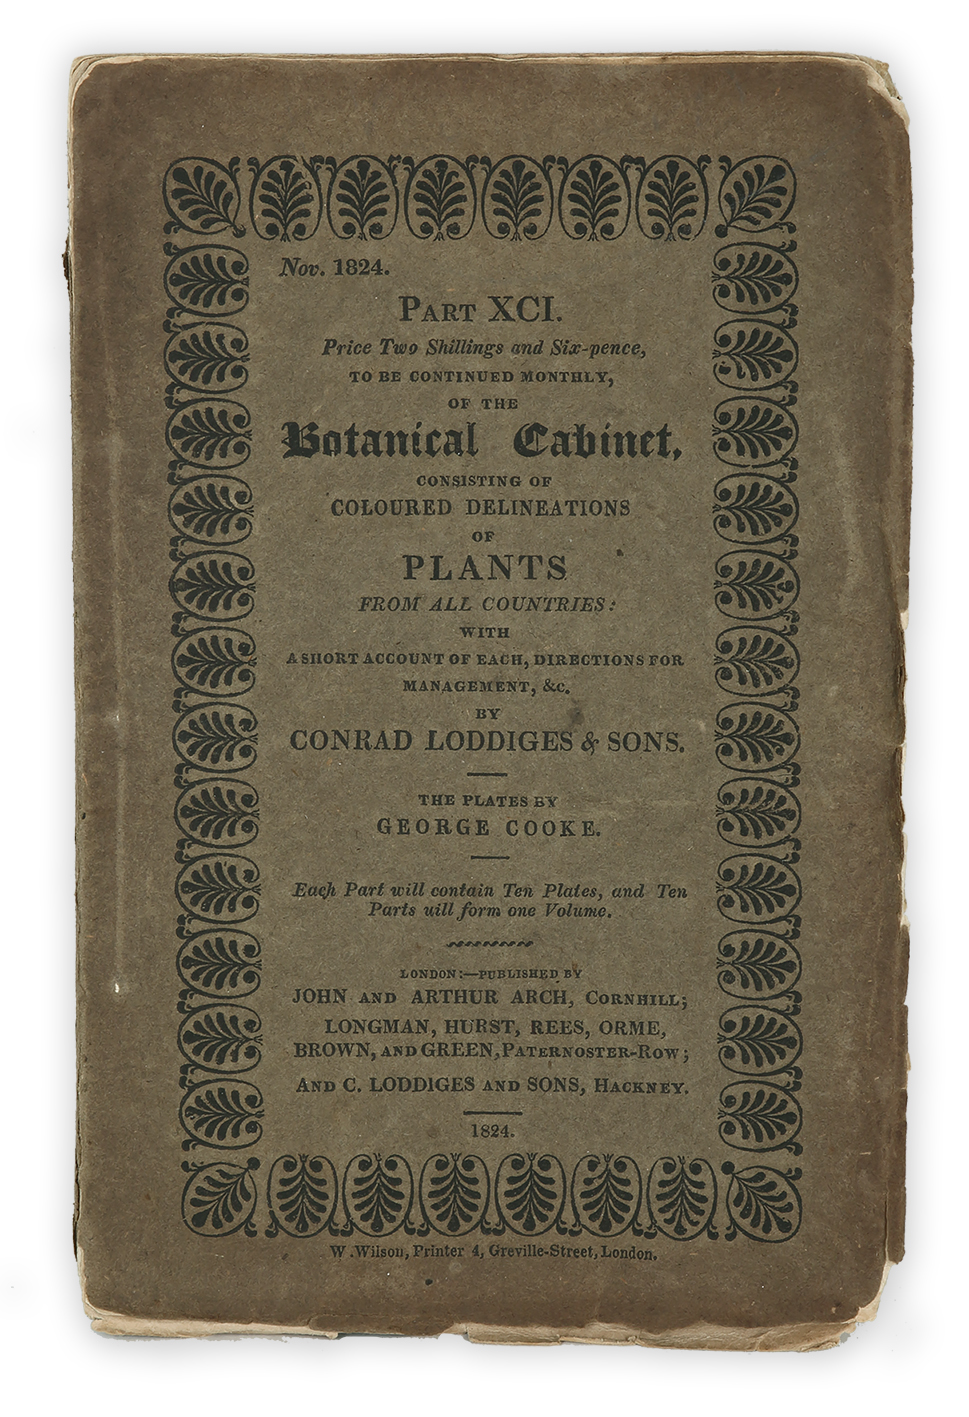 Nov. 1824.
PART XCI.
Price Two Shillings and Six-pence,
TO BE CONTINUED MONTHLY,
OF THE
Botanical Cabinet,
CONSISTING OF
COLOURED DELINEATIONS
OF
PLANTS
FROM ALL COUNTRIES:
WITH
A SHORT ACCOUNT OF EACH, DIRECTIONS FOR
MANAGEMENT, &c.
BY
CONRAD LODDIGES & SONS.
THE PLATES BY
GEORGE COOKE.
Each Part will contain Ten Plates, and Ten
Parts will form one Volume.
LONDON:—PUBLISHED BY
JOHN AND ARTHUR ARCH, CORNHILL;
LONGMAN, HURST, REES, ORME,
BROWN, AND GREEN, PATERNOSTER-ROW;
AND C. LODDIGES AND SONS, HACKNEY.
1824.
W. Wilson, Printer 4, Greville-Street, London.